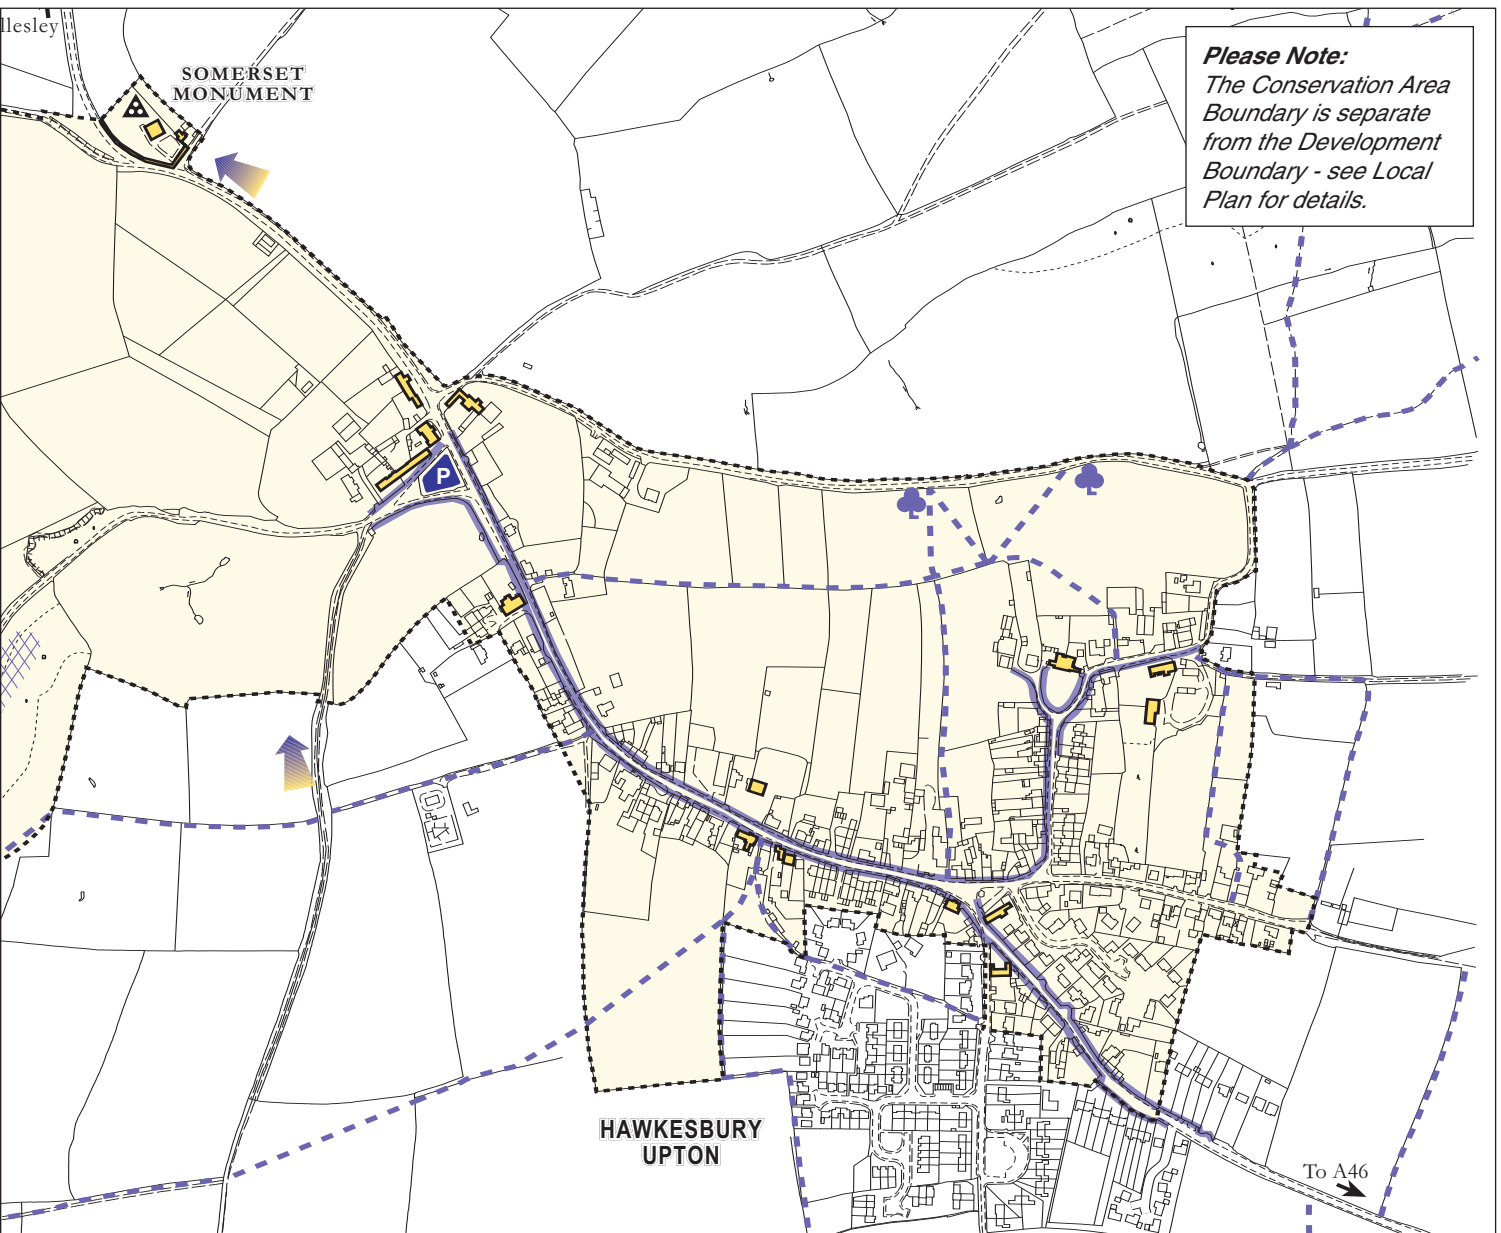 llesley
SOMERSET
MONUMENT
Please Note:
The Conservation Area
Boundary is separate
from the Development
Boundary - see Local
Plan for details.
P
HAWKESBURY
UPTON
To A46